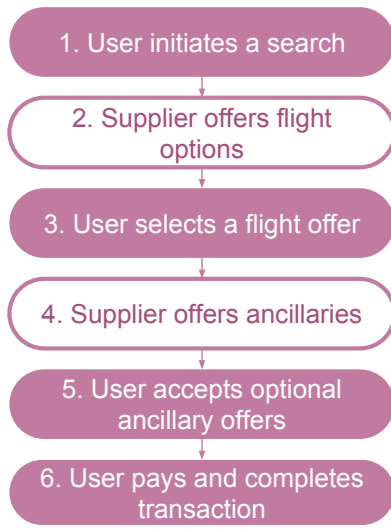 1. User initiates a search
2. Supplier offers flight
options
3. User selects a flight offer
4. Supplier offers ancillaries
5. User accepts optional
ancillary offers
6. User pays and completes
transaction